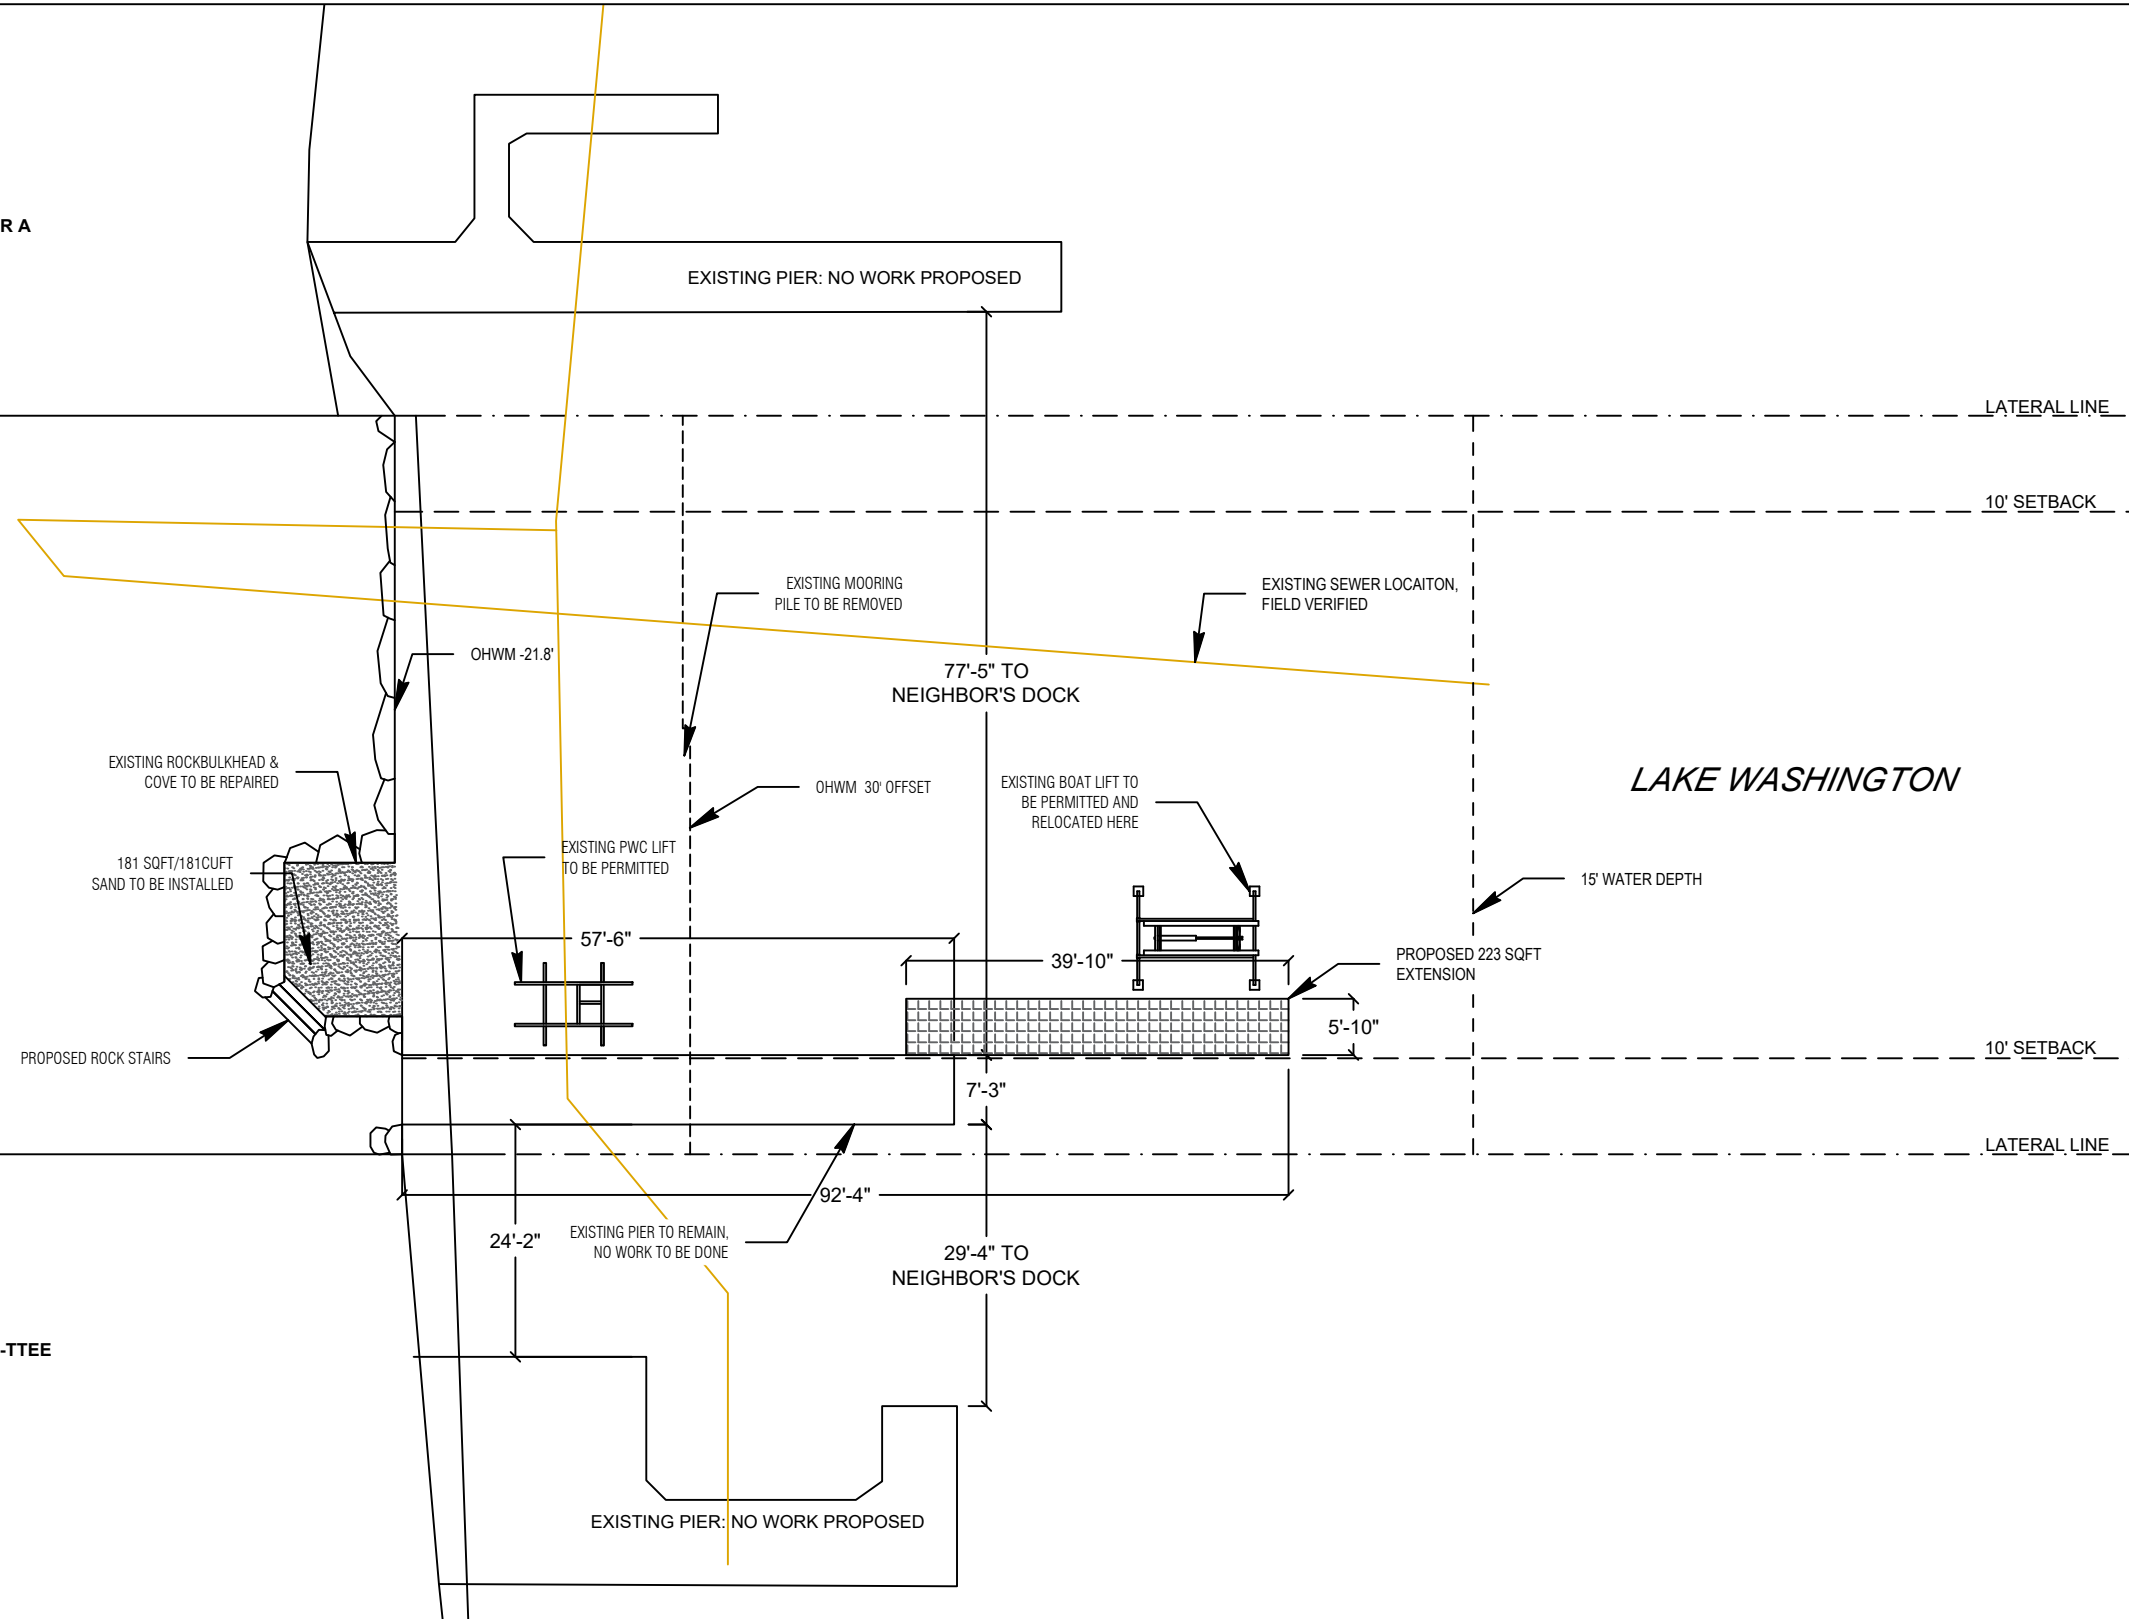 R A
EXISTING PIER: NO WORK PROPOSED
LATERAL LINE
10' SETBACK
EXISTING MOORING
PILE TO BE REMOVED
EXISTING SEWER LOCAITON,
FIELD VERIFIED
OHWM -21.8'
77'-5" TO
NEIGHBOR'S DOCK
EXISTING ROCKBULKHEAD &
COVE TO BE REPAIRED
OHWM 30' OFFSET
EXISTING BOAT LIFT TO
BE PERMITTED AND
RELOCATED HERE
LAKE WASHINGTON
181 SQFT/181CUFT
SAND TO BE INSTALLED
EXISTING PWC LIFT
TO BE PERMITTED
15' WATER DEPTH
57'-6"
39'-10"
PROPOSED 223 SQFT
EXTENSION
5'-10"
PROPOSED ROCK STAIRS
10' SETBACK
7'-3"
LATERAL LINE
92'-4"
24'-2"
EXISTING PIER TO REMAIN,
NO WORK TO BE DONE
29'-4" TO
NEIGHBOR'S DOCK
-TTEE
EXISTING PIER: NO WORK PROPOSED